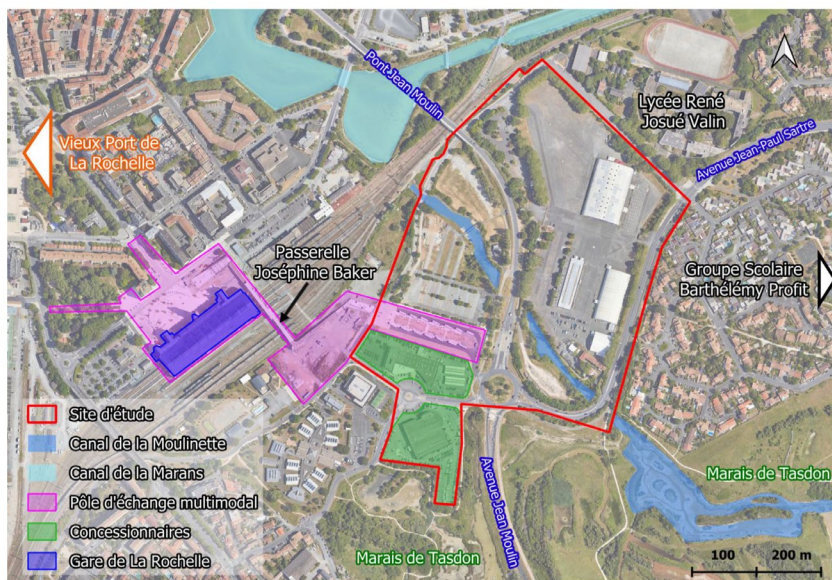 Pont Jean Moulin
Lycée René
Josué Valin
Avenue Jean-Paul Sartre
Vieux Port de
La Rochelle
Passerelle
Joséphine Baker
Groupe Scolaire
Barthélémy Profit
Site d'étude
Canal de la Moulinette
Canal de la Marans
Pôle d'échange multimodal
Concessionnaires
Gare de La Rochelle
Avenue Jean Moulin
Marais de Tasdon
Marais de Tasdon
100 200 m